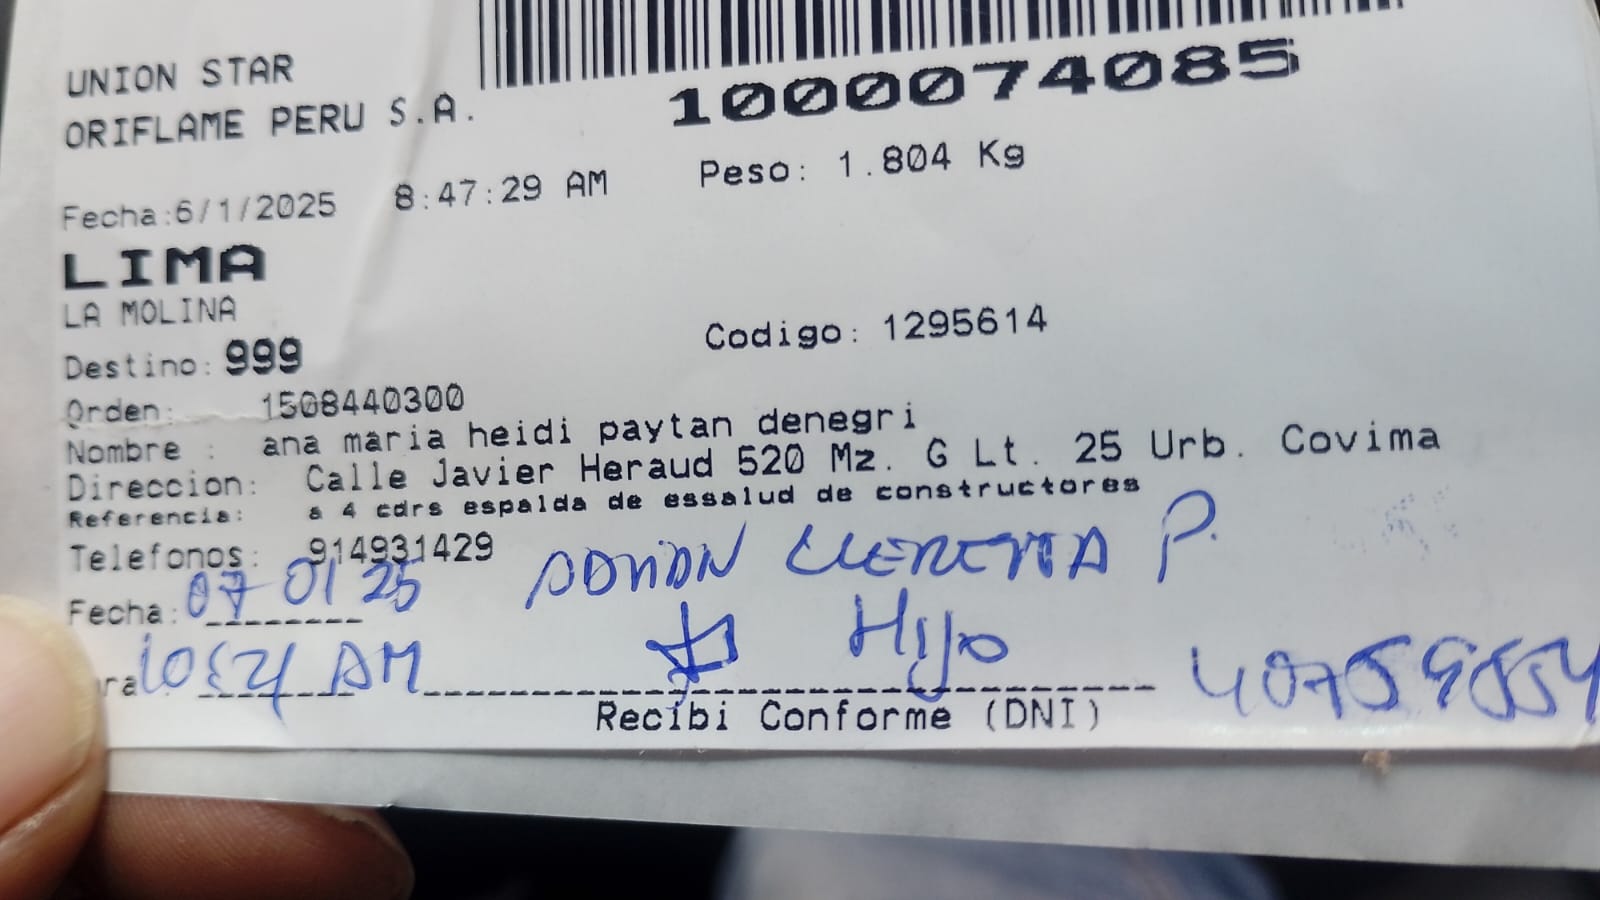 UNION STAR
ORIFLAME PERU S.A.
1000074085
Fecha:6/1/2025 8:47:29 AM Peso: 1.804 Kg
LIMA
LA MOLINA
Destino: 999 Codigo: 1295614
Orden: 1508440300
Nombre : ana maria heidi paytan denegri
Direccion: Calle Javier Heraud 520 Mz. G Lt. 25 Urb. Covima
Referencia: a 4 cdrs espalda de essalud de constructores
Telefonos: 914931429
P.
Fecha: 07 01 25
Hijo
ra AM
Recibi Conforme (DNI)